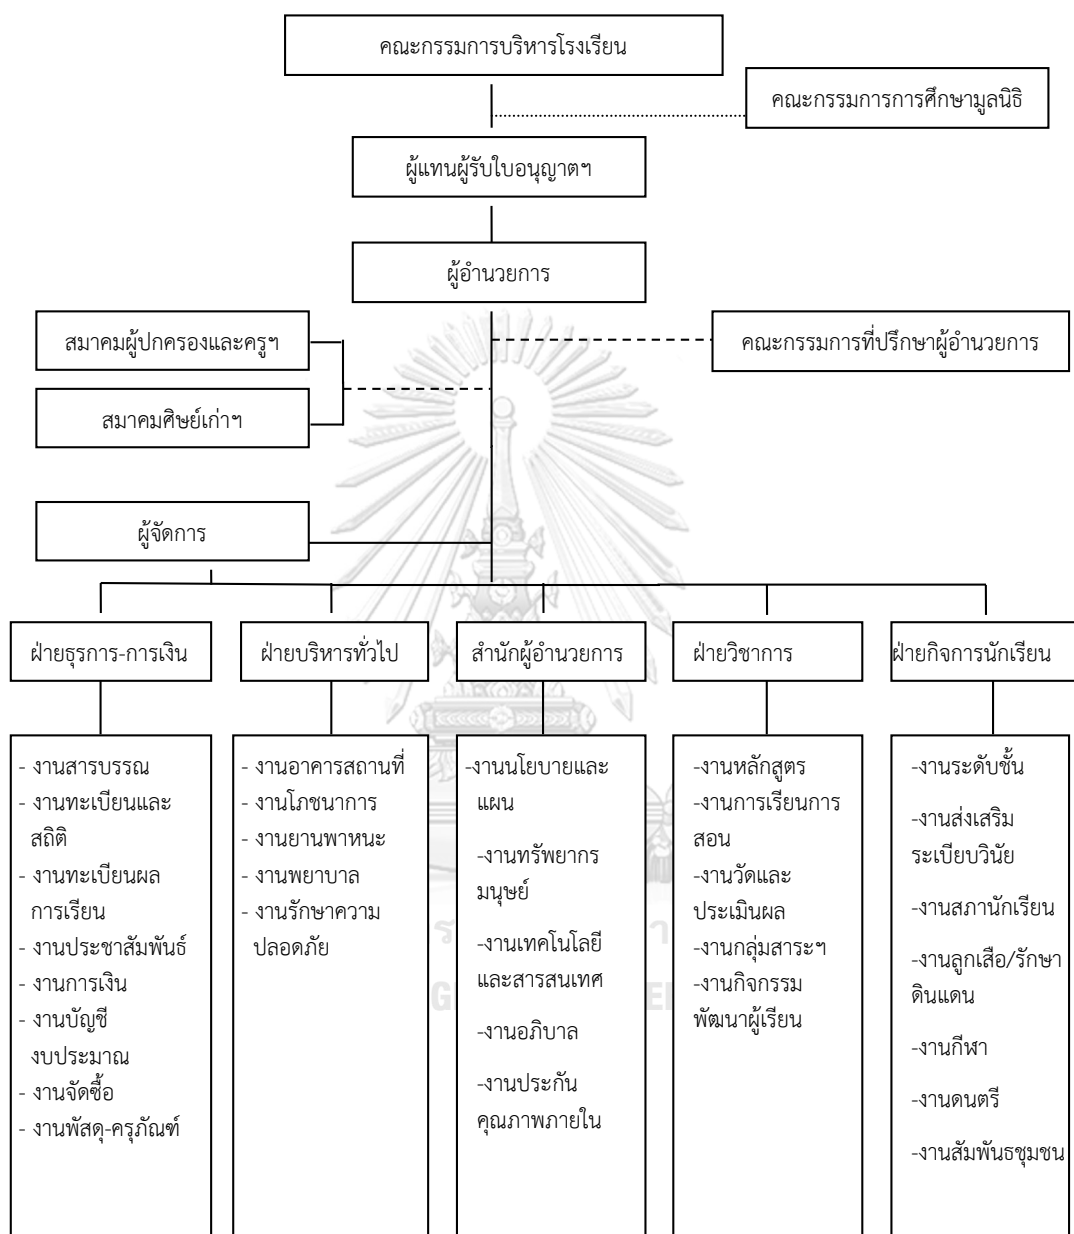 คณะกรรมการบริหารโรงเรียน
คณะกรรมการการศึกษามูลนิธิ
ผู้แทนผู้รับใบอนุญาตฯ
ผู้อำนวยการ
สมาคมผู้ปกครองและครูฯ
คณะกรรมการที่ปรึกษาผู้อำนวยการ
สมาคมศิษย์เก่าฯ
ผู้จัดการ
ฝ่ายธุรการ-การเงิน
ฝ่ายบริหารทั่วไป
สำนักผู้อำนวยการ
ฝ่ายวิชาการ
ฝ่ายกิจการนักเรียน
- งานสารบรรณ
- งานทะเบียนและ
สถิติ
- งานทะเบียนผล
การเรียน
- งานประชาสัมพันธ์
- งานการเงิน
- งานบัญชี
งบประมาณ
- งานจัดซื้อ
- งานพัสดุ-ครุภัณฑ์
- งานอาคารสถานที่
- งานโภชนาการ
- งานยานพาหนะ
- งานพยาบาล
- งานรักษาความ
ปลอดภัย
-งานนโยบายและ
แผน
-งานทรัพยากร
มนุษย์
-งานเทคโนโลยี
และสารสนเทศ
-งานอภิบาล
-งานประกัน
คุณภาพภายใน
-งานหลักสูตร
-งานการเรียนการ
สอน
-งานวัดและ
ประเมินผล
-งานกลุ่มสาระฯ
-งานกิจกรรม
พัฒนาผู้เรียน
-งานระดับชั้น
-งานส่งเสริม
ระเบียบวินัย
-งานสภานักเรียน
-งานลูกเสือ/รักษา
ดินแดน
-งานกีฬา
-งานดนตรี
-งานสัมพันธชุมชน